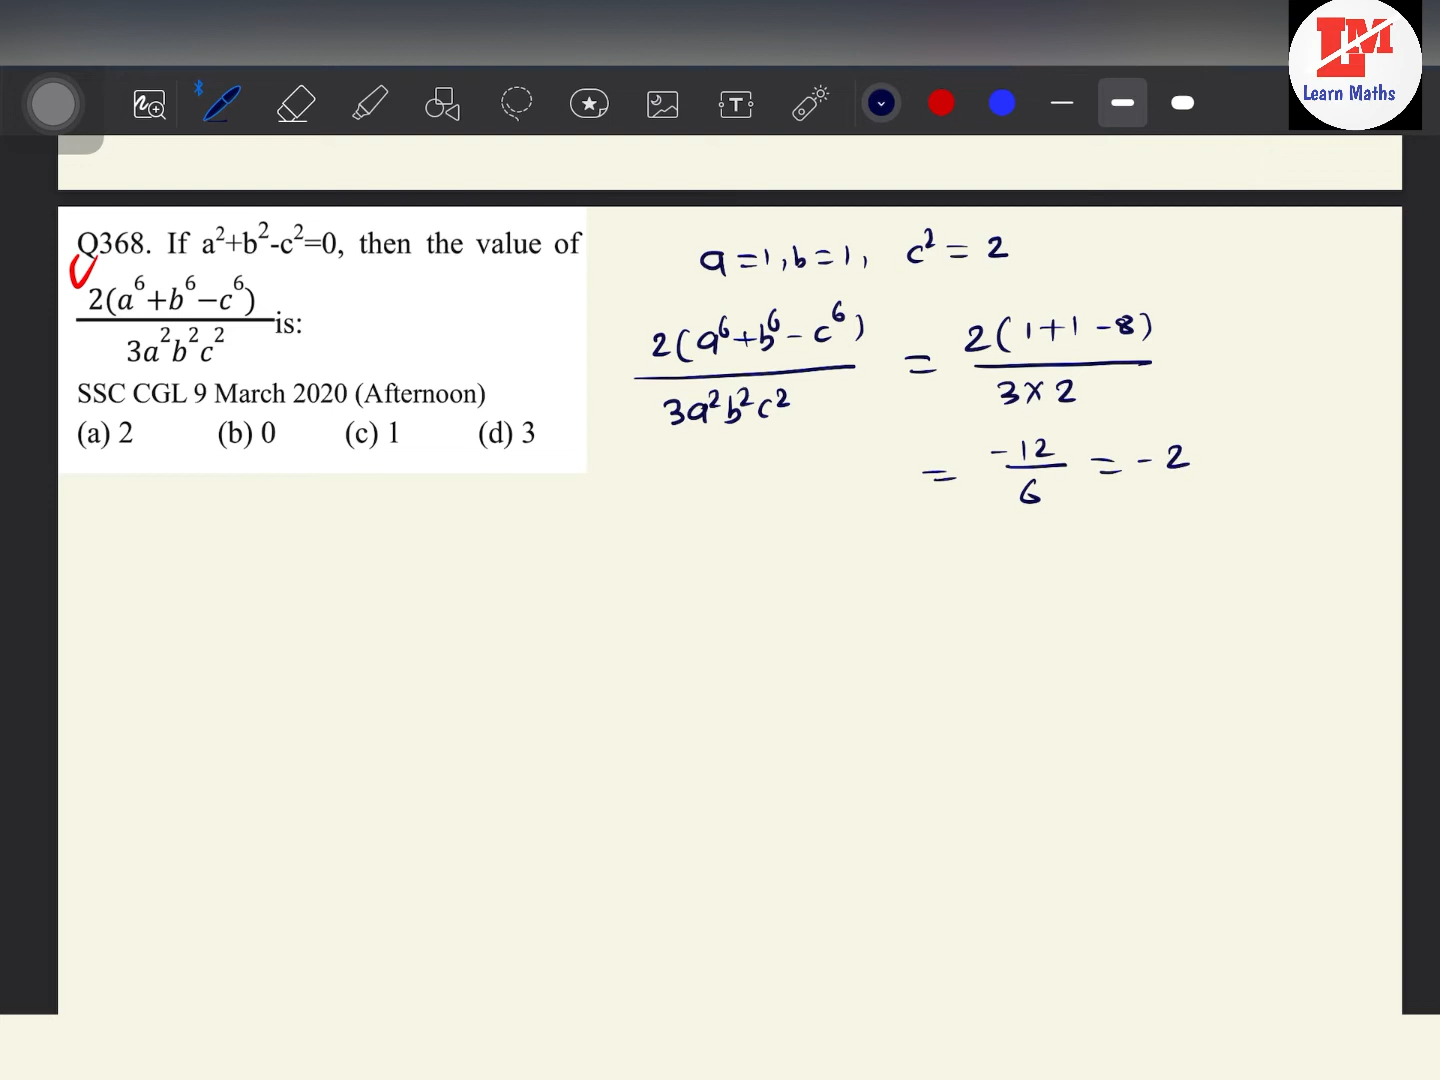 LM
Learn Maths
T
Q368. If a²+b²-c²=0, then the value of
2(a⁶+b⁶−c⁶)
3a²b²c²
is:
SSC CGL 9 March 2020 (Afternoon)
(a) 2 (b) 0 (c) 1 (d) 3
a=1, b=1, c²=2
2(a⁶+b⁶-c⁶) = 2(1+1-8)
3a²b²c² 3×2
= -12 = -2
6